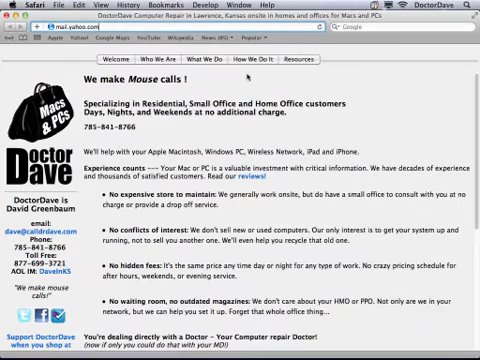 Safari File Edit View History Bookmarks Develop Window Help DoctorDave
DoctorDave Computer Repair in Lawrence, Kansas onsite in homes and offices for Macs and PCs
mail.yahoo.com
Google
Apple Yahoo! Google Maps YouTube Wikipedia News Popular
Welcome Who We Are What We Do How We Do It Resources
We make Mouse calls !
Specializing in Residential, Small Office and Home Office customers
Days, Nights, and Weekends at no additional charge.
785-841-8766
We'll help with your Apple Macintosh, Windows PC, Wireless Network, iPad and iPhone.
Experience counts --- Your Mac or PC is a valuable investment with critical information. We have decades of experience
and thousands of satisfied customers. Read our reviews!
• No expensive store to maintain: We generally work onsite, but do have a small office to consult with you at no
charge or provide a drop off service.
• No conflicts of interest: We don't sell new or used computers. Our only interest is to get your system up and
running, not to sell you another one. We'll even help you recycle that old one.
• No hidden fees: It's the same price any time day or night for any type of work. No crazy pricing schedule for
after hours, weekends, or evening service.
• No waiting room, no outdated magazines: We don't care about your HMO or PPO. Not only are we in your
network, but we can help you set it up. Forget that whole office thing...
You're dealing directly with a Doctor - Your Computer repair Doctor!
(now if only you could do that with your MD!)
Macs
& PCs
Doctor
Dave
DoctorDave is
David Greenbaum
email:
dave@calldrdave.com
Phone:
785-841-8766
Toll Free:
877-699-3721
AOL IM: DaveInKS
"We make mouse
calls!"
Support DoctorDave
when you shop at